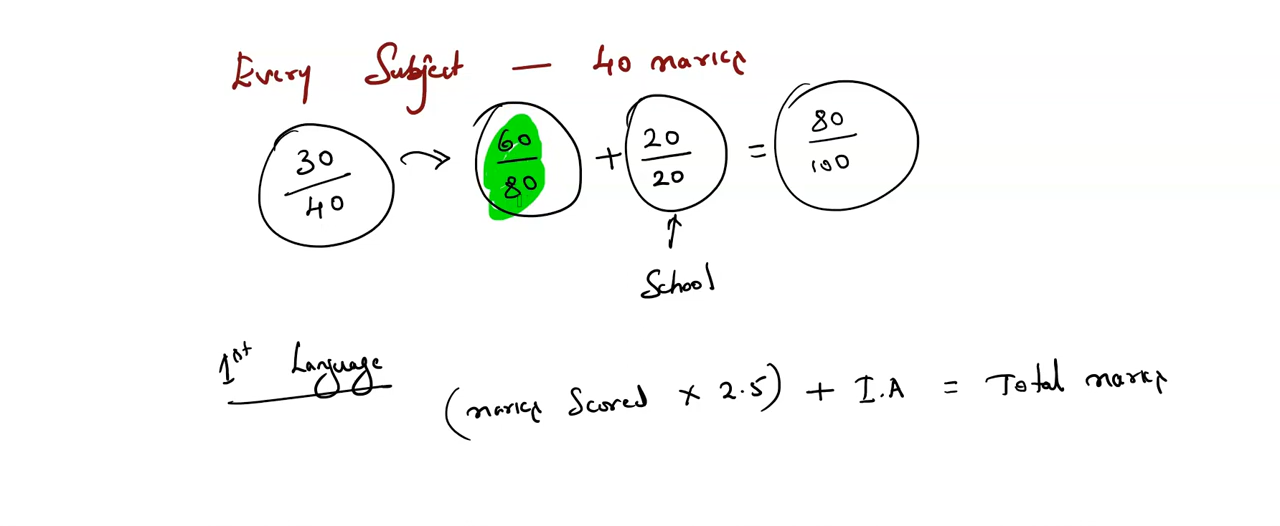 Every Subject — 40 marks
30/40 → 60/80 + 20/20 = 80/100
↑
School
1st Language
(marks Scored × 2.5) + I.A = Total marks